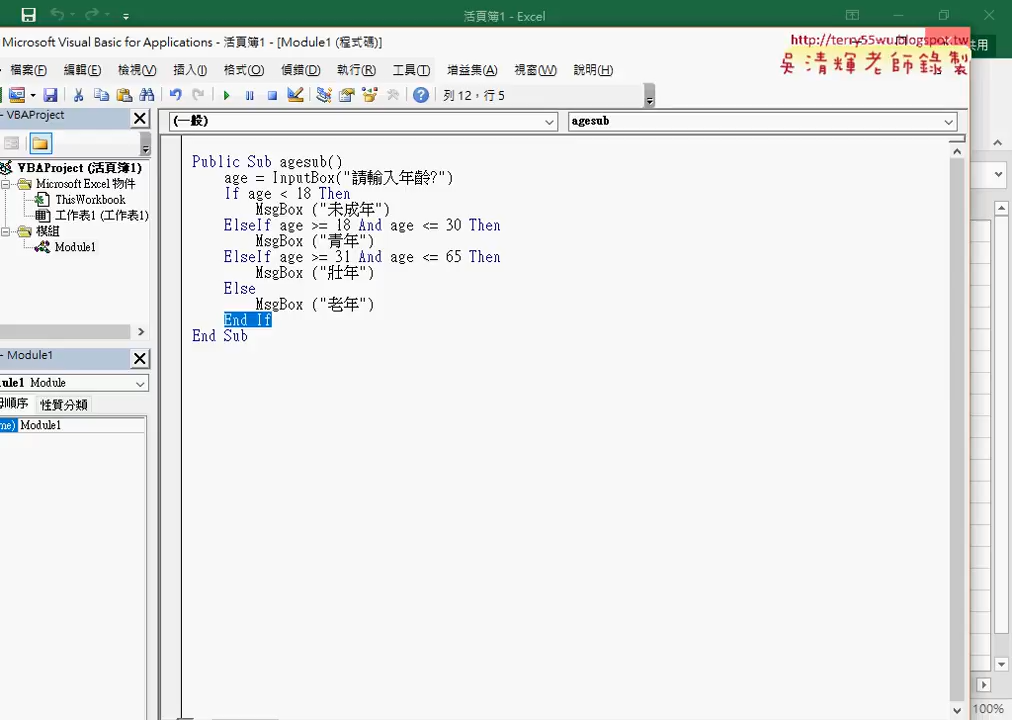 活頁簿1 - Excel
Microsoft Visual Basic for Applications - 活頁簿1 - [Module1 (程式碼)]
http://terry55wu.blogspot.tw
共用
吳清輝老師錄製
檔案(F) 編輯(E) 檢視(V) 插入(I) 格式(O) 偵錯(D) 執行(R) 工具(T) 增益集(A) 視窗(W) 說明(H)
列 12，行 5
- VBAProject
(一般)
agesub
VBAProject (活頁簿1)
Microsoft Excel 物件
ThisWorkbook
工作表1 (工作表1)
模組
Module1
Public Sub agesub()
age = InputBox("請輸入年齡?")
If age < 18 Then
MsgBox ("未成年")
ElseIf age >= 18 And age <= 30 Then
MsgBox ("青年")
ElseIf age >= 31 And age <= 65 Then
MsgBox ("壯年")
Else
MsgBox ("老年")
End If
End Sub
- Module1
ule1 Module
順序 性質分類
me) Module1
100%